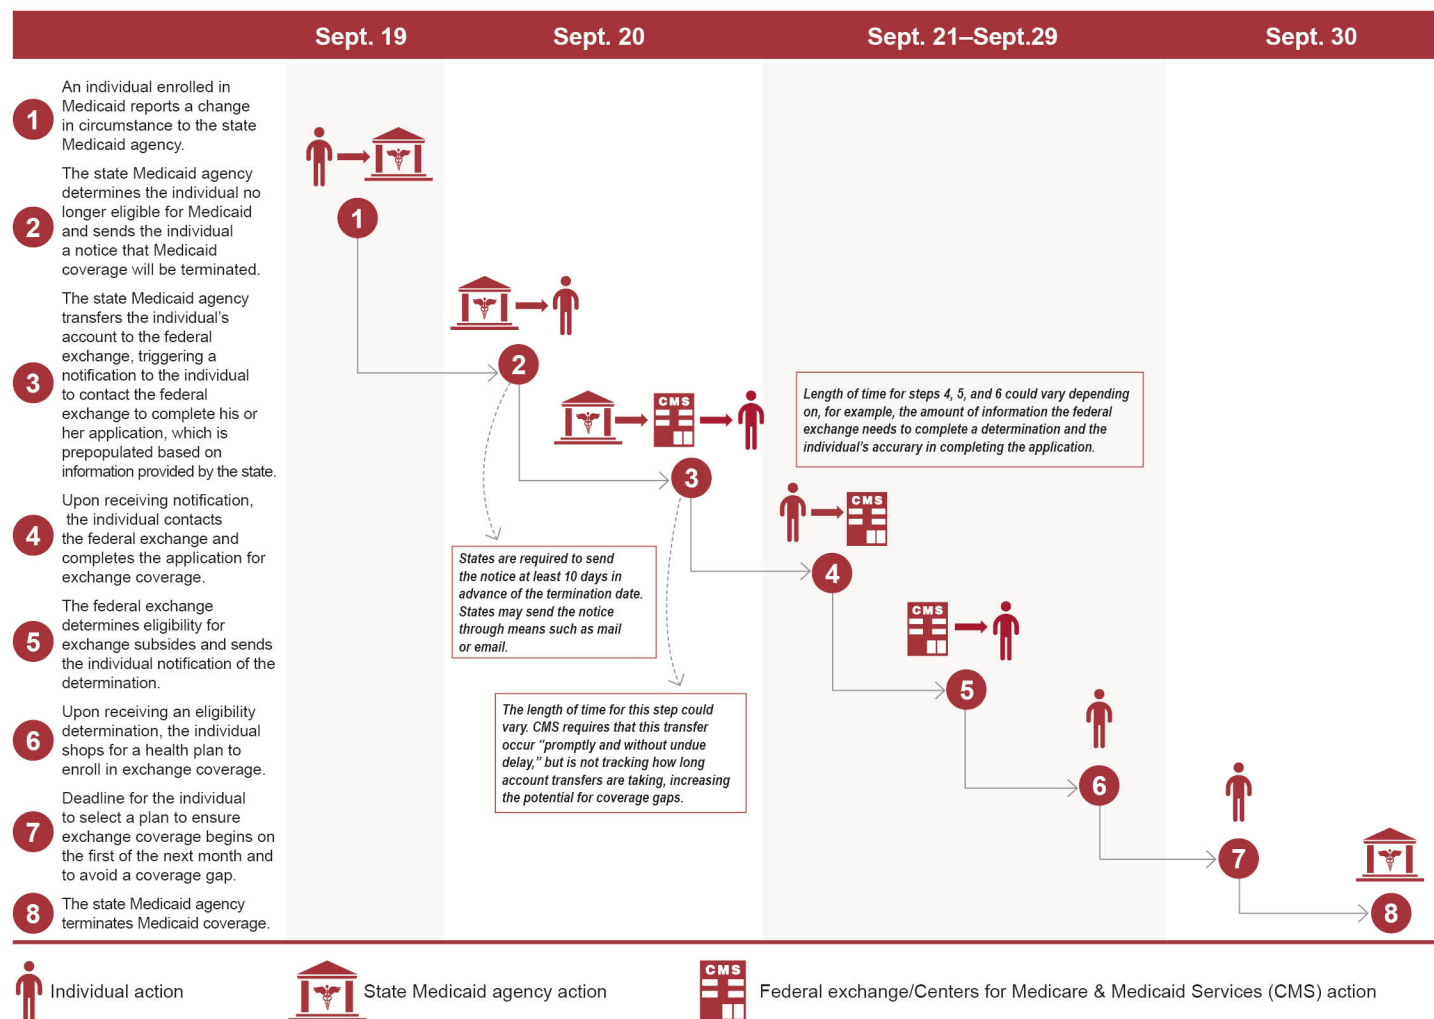 Sept. 19
Sept. 20
Sept. 21–Sept.29
Sept. 30
1
An individual enrolled in
Medicaid reports a change
in circumstance to the state
Medicaid agency.
2
The state Medicaid agency
determines the individual no
longer eligible for Medicaid
and sends the individual
a notice that Medicaid
coverage will be terminated.
3
The state Medicaid agency
transfers the individual’s
account to the federal
exchange, triggering a
notification to the individual
to contact the federal
exchange to complete his or
her application, which is
prepopulated based on
information provided by the state.
4
Upon receiving notification,
the individual contacts
the federal exchange and
completes the application for
exchange coverage.
5
The federal exchange
determines eligibility for
exchange subsides and sends
the individual notification of the
determination.
6
Upon receiving an eligibility
determination, the individual
shops for a health plan to
enroll in exchange coverage.
7
Deadline for the individual
to select a plan to ensure
exchange coverage begins on
the first of the next month and
to avoid a coverage gap.
8
The state Medicaid agency
terminates Medicaid coverage.
1
2
CMS
3
States are required to send
the notice at least 10 days in
advance of the termination date.
States may send the notice
through means such as mail
or email.
The length of time for this step could
vary. CMS requires that this transfer
occur “promptly and without undue
delay,” but is not tracking how long
account transfers are taking, increasing
the potential for coverage gaps.
Length of time for steps 4, 5, and 6 could vary depending
on, for example, the amount of information the federal
exchange needs to complete a determination and the
individual’s accurary in completing the application.
CMS
4
CMS
5
6
7
8
Individual action
State Medicaid agency action
CMS
Federal exchange/Centers for Medicare & Medicaid Services (CMS) action